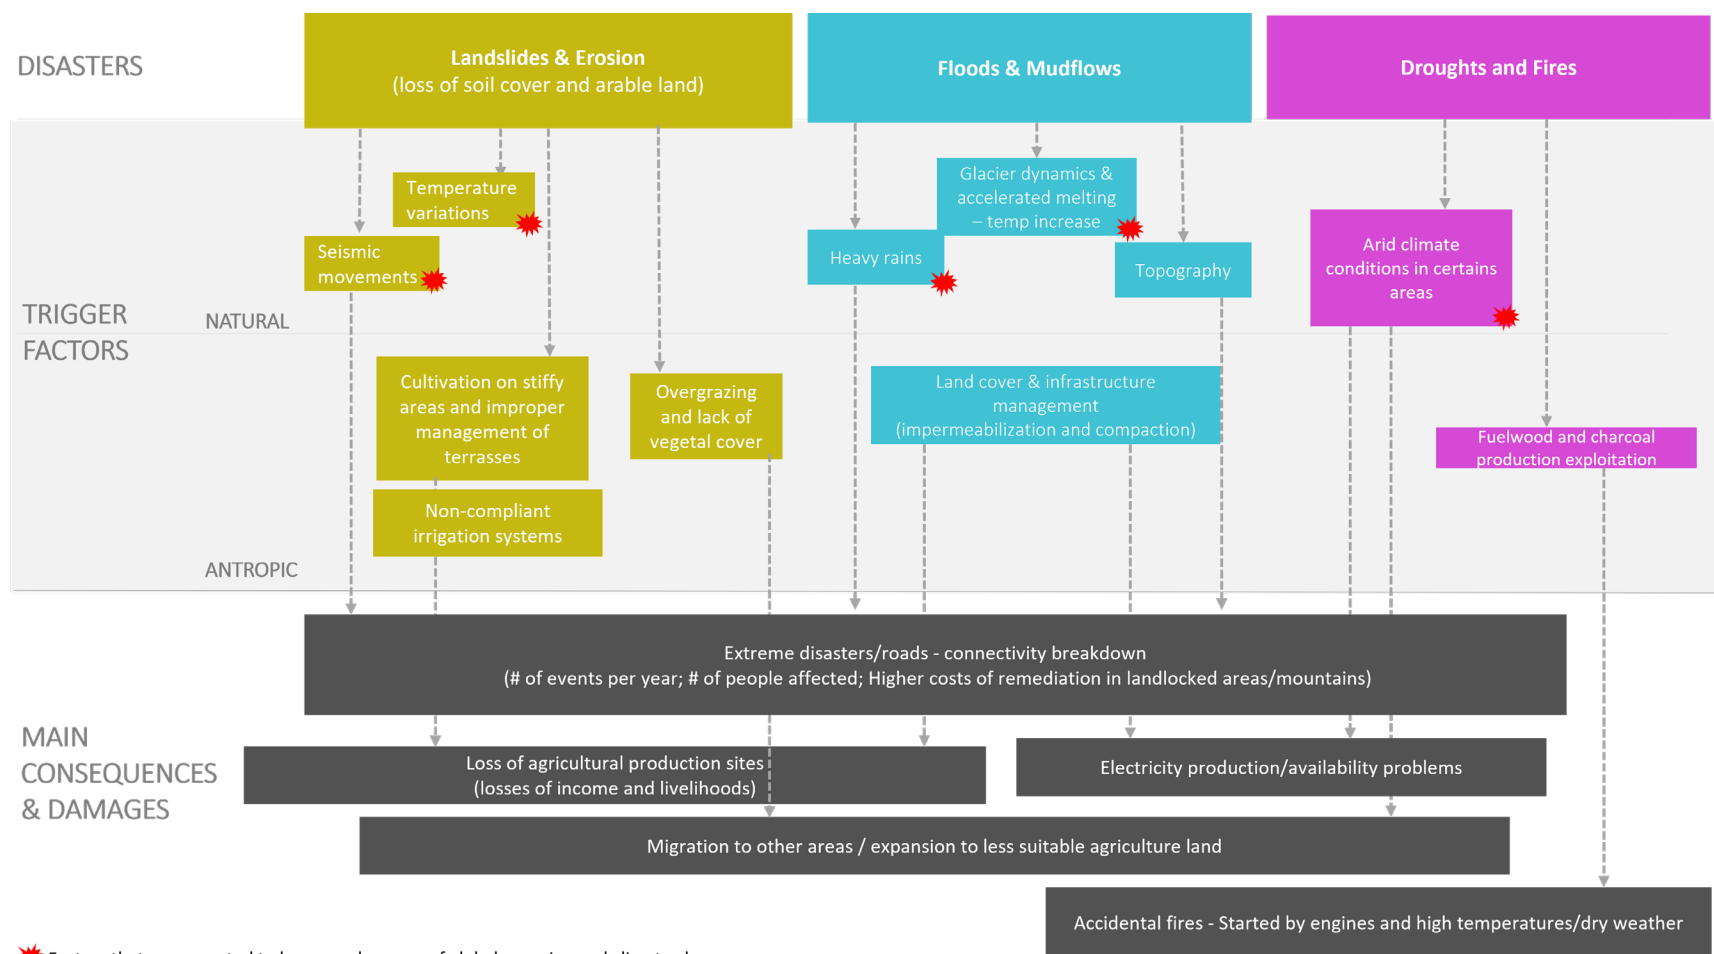 DISASTERS
Landslides & Erosion
(loss of soil cover and arable land)
Floods & Mudflows
Droughts and Fires
TRIGGER
FACTORS
NATURAL
ANTROPIC
Temperature
variations
Seismic
movements
Glacier dynamics &
accelerated melting
– temp increase
Heavy rains
Topography
Arid climate
conditions in certains
areas
Cultivation on stiffy
areas and improper
management of
terrasses
Overgrazing
and lack of
vegetal cover
Land cover & infrastructure
management
(impermeabilization and compaction)
Fuelwood and charcoal
production exploitation
Non-compliant
irrigation systems
MAIN
CONSEQUENCES
& DAMAGES
Extreme disasters/roads - connectivity breakdown
(# of events per year; # of people affected; Higher costs of remediation in landlocked areas/mountains)
Loss of agricultural production sites
(losses of income and livelihoods)
Electricity production/availability problems
Migration to other areas / expansion to less suitable agriculture land
Accidental fires - Started by engines and high temperatures/dry weather